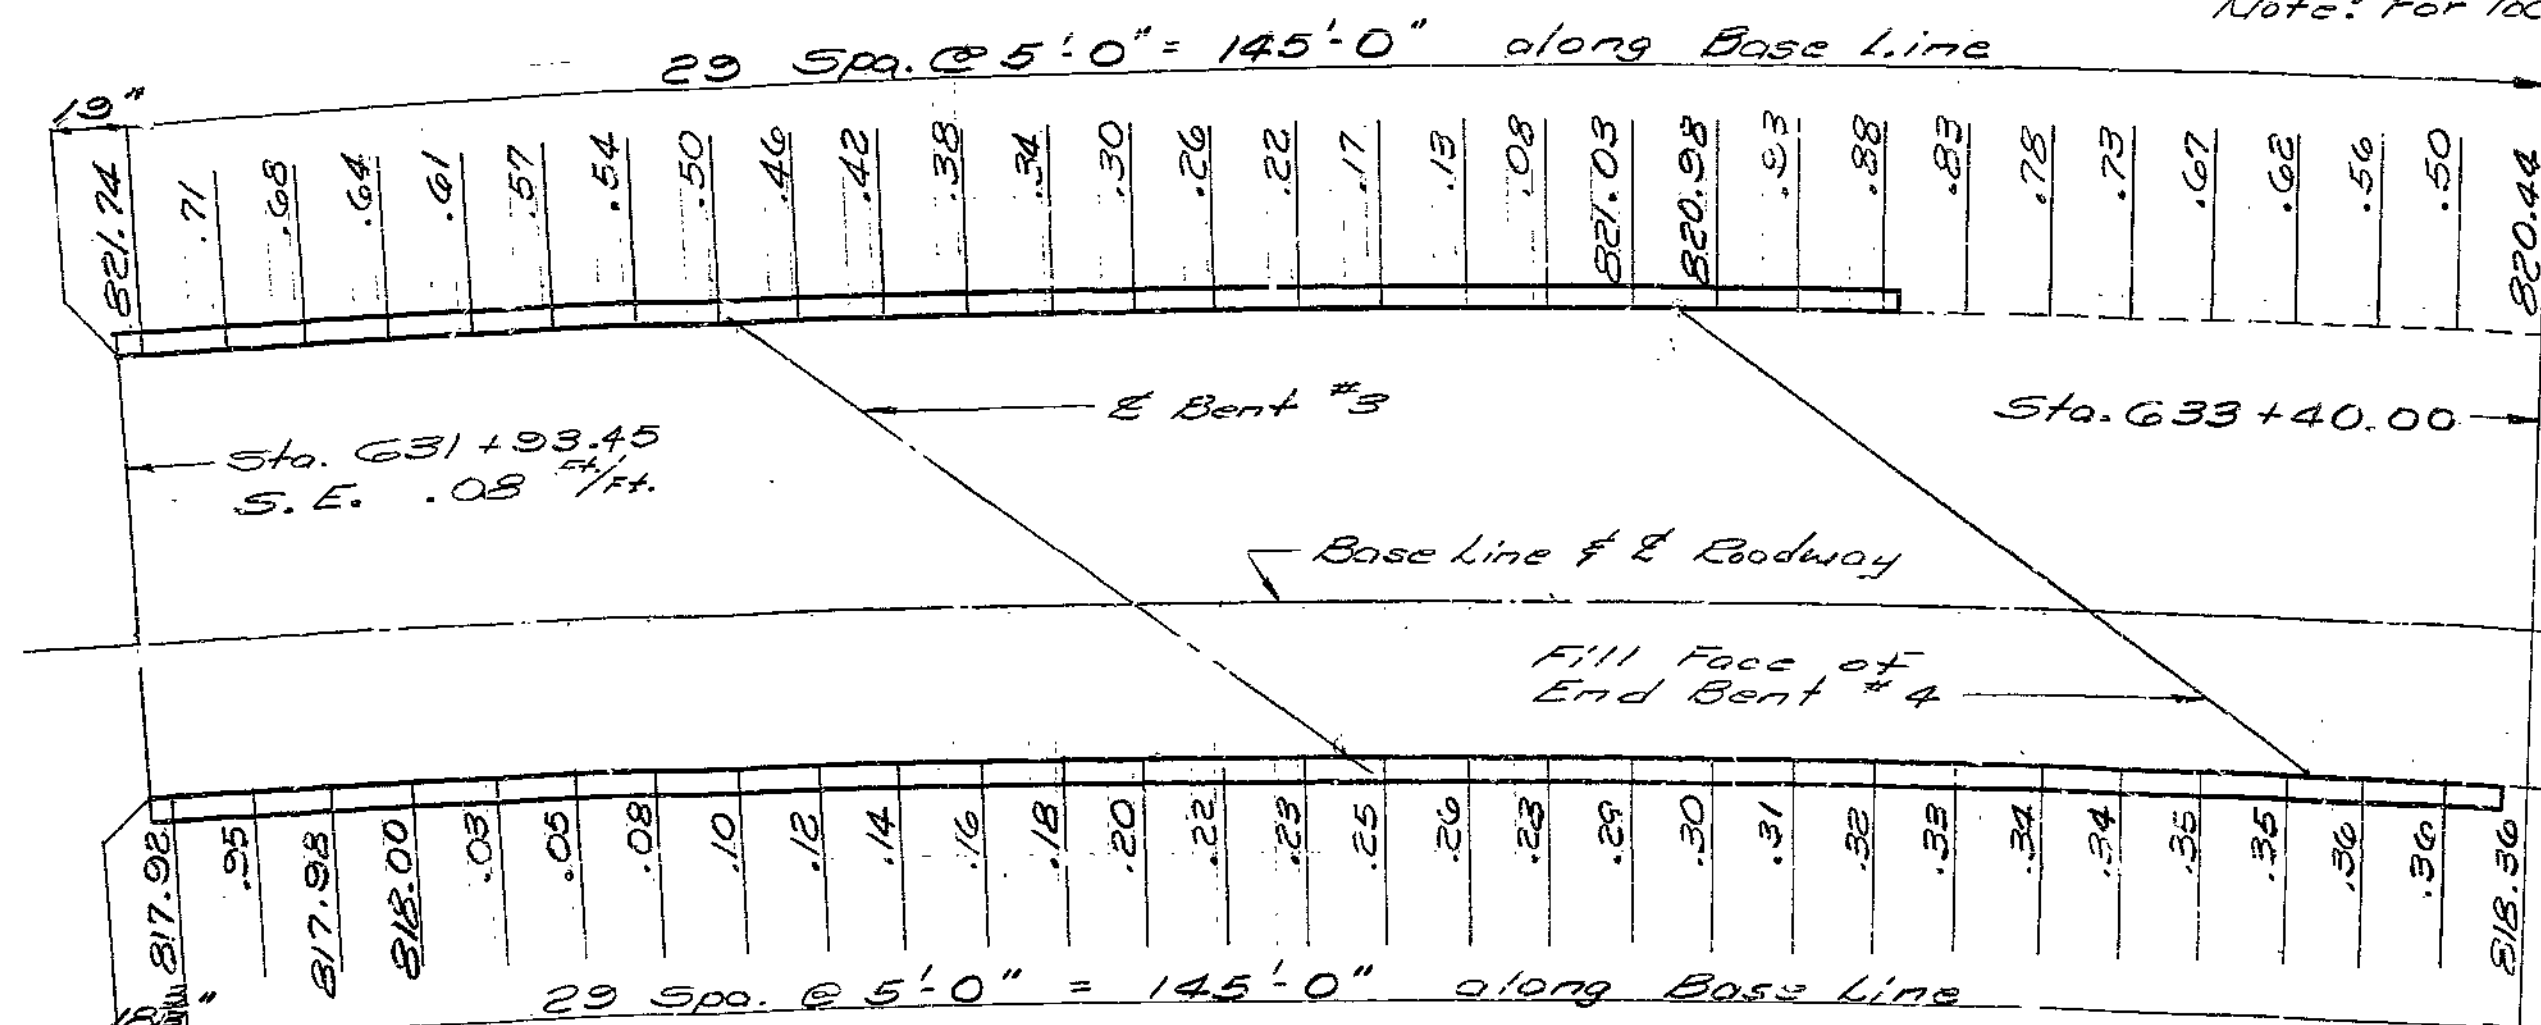 Note: For
29 Spa. @ 5'-0" = 145'-0" along Base Line
19"
821.74 .71 .68 .64 .61 .57 .54 .50 .46 .42 .38 .34 .30 .26 .22 .17 .13 .08 821.03 820.98 .93 .88 .83 .78 .73 .67 .62 .56 .50 820.44
℄ Bent #3
Sta. 633+40.00
Sta. 631+93.45
S.E. .08 Ft./Ft.
Base Line & ℄ Roadway
Fill Face of
End Bent #4
817.92 .95 817.98 818.00 .03 .05 .08 .10 .12 .14 .16 .18 .20 .22 .23 .25 .26 .28 .29 .30 .31 .32 .33 .34 .34 .35 .35 .36 .36 818.36
29 Spa. @ 5'-0" = 145'-0" along Base Line